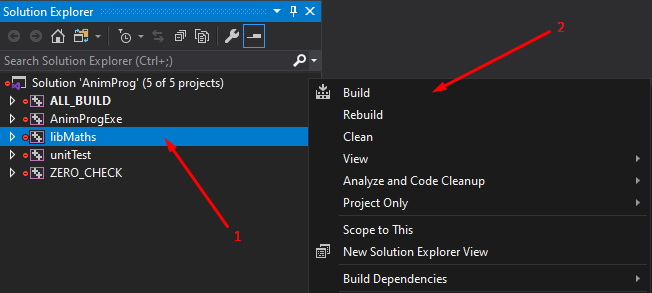 Solution Explorer
Search Solution Explorer (Ctrl+;)
Solution 'AnimProg' (5 of 5 projects)
ALL_BUILD
AnimProgExe
libMaths
unitTest
ZERO_CHECK
1
2
Build
Rebuild
Clean
View
Analyze and Code Cleanup
Project Only
Scope to This
New Solution Explorer View
Build Dependencies